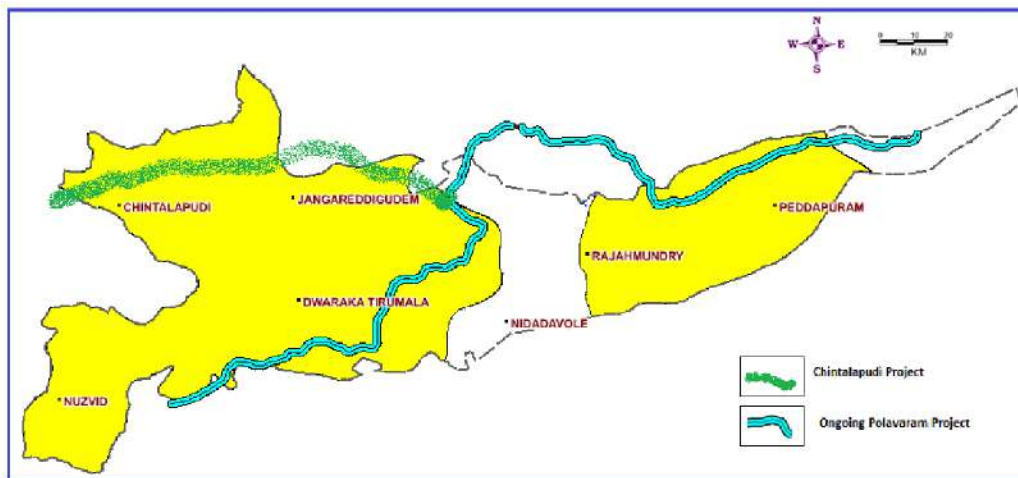 N
W E
S
0 10 20
KM
CHINTALAPUDI
JANGAREDDIGUDEM
PEDDAPURAM
RAJAHMUNDRY
DWARAKA TIRUMALA
NIDADAVOLE
NUZVID
Chintalapudi Project
Ongoing Polavaram Project